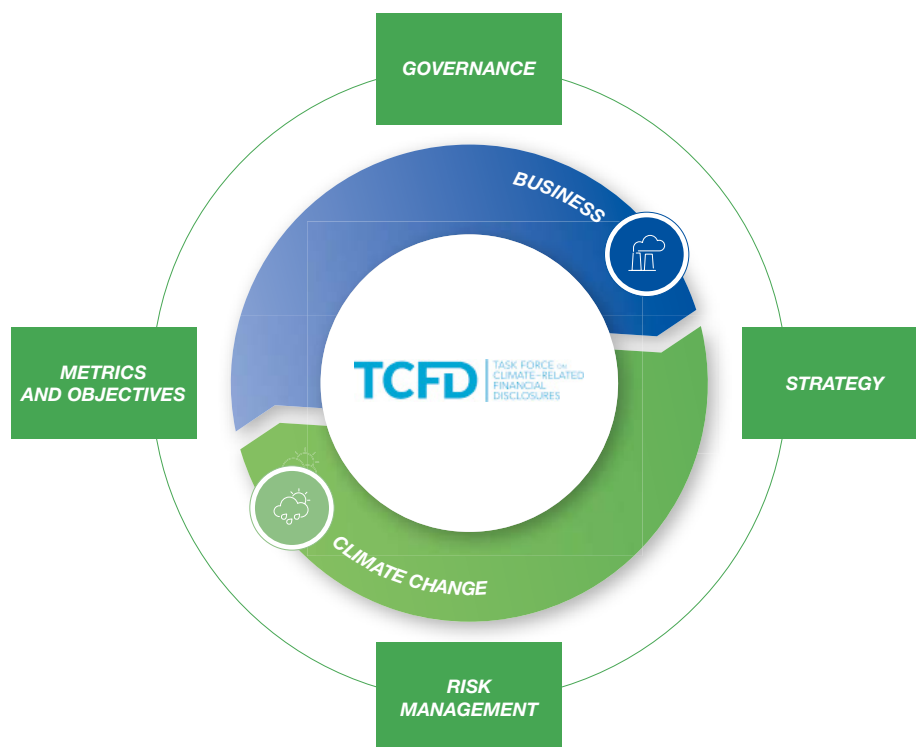 GOVERNANCE
BUSINESS
METRICS
AND OBJECTIVES
TCFD
TASK FORCE ON
CLIMATE-RELATED
FINANCIAL
DISCLOSURES
STRATEGY
CLIMATE CHANGE
RISK
MANAGEMENT